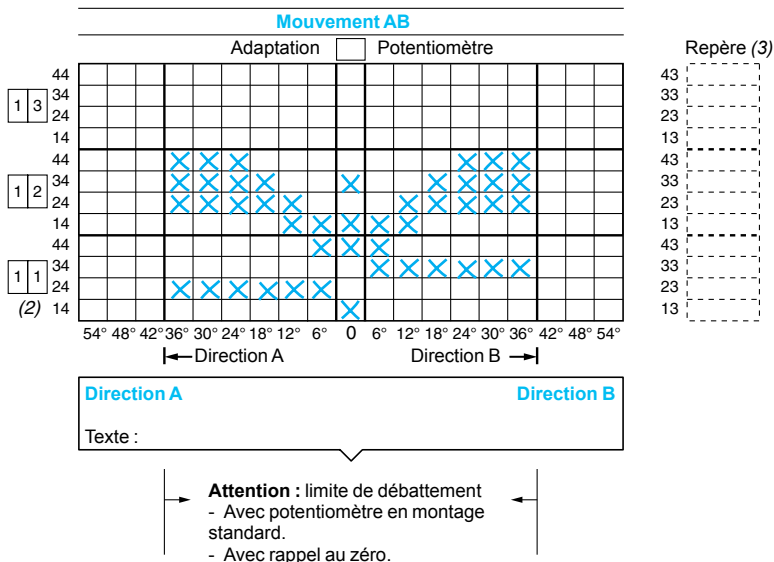 Mouvement AB
Adaptation Potentiomètre Repère (3)
44 43
1 3 34 33
24 23
14 13
44 43
1 2 34 33
24 23
14 13
44 43
1 1 34 33
24 23
(2) 14 13
54° 48° 42° 36° 30° 24° 18° 12° 6° 0 6° 12° 18° 24° 30° 36° 42° 48° 54°
Direction A Direction B
Direction A Direction B
Texte :
Attention : limite de débattement
- Avec potentiomètre en montage
standard.
- Avec rappel au zéro.